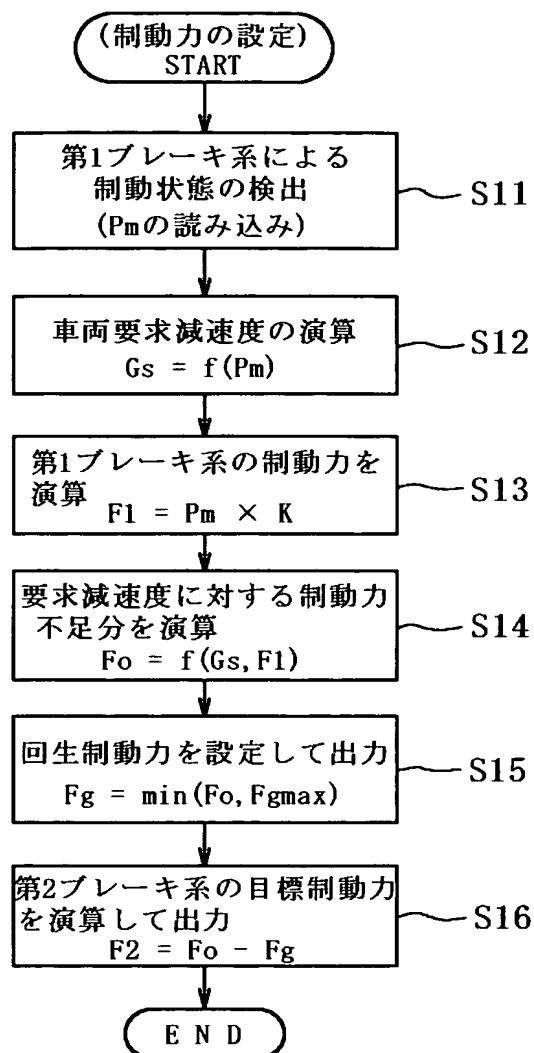 (制動力の設定)
START
第1ブレーキ系による
制動状態の検出
(Pmの読み込み)
S11
車両要求減速度の演算
Gs = f(Pm)
S12
第1ブレーキ系の制動力を
演算
F1 = Pm × K
S13
要求減速度に対する制動力
不足分を演算
Fo = f(Gs,F1)
S14
回生制動力を設定して出力
Fg = min(Fo,Fgmax)
S15
第2ブレーキ系の目標制動力
を演算して出力
F2 = Fo - Fg
S16
E N D